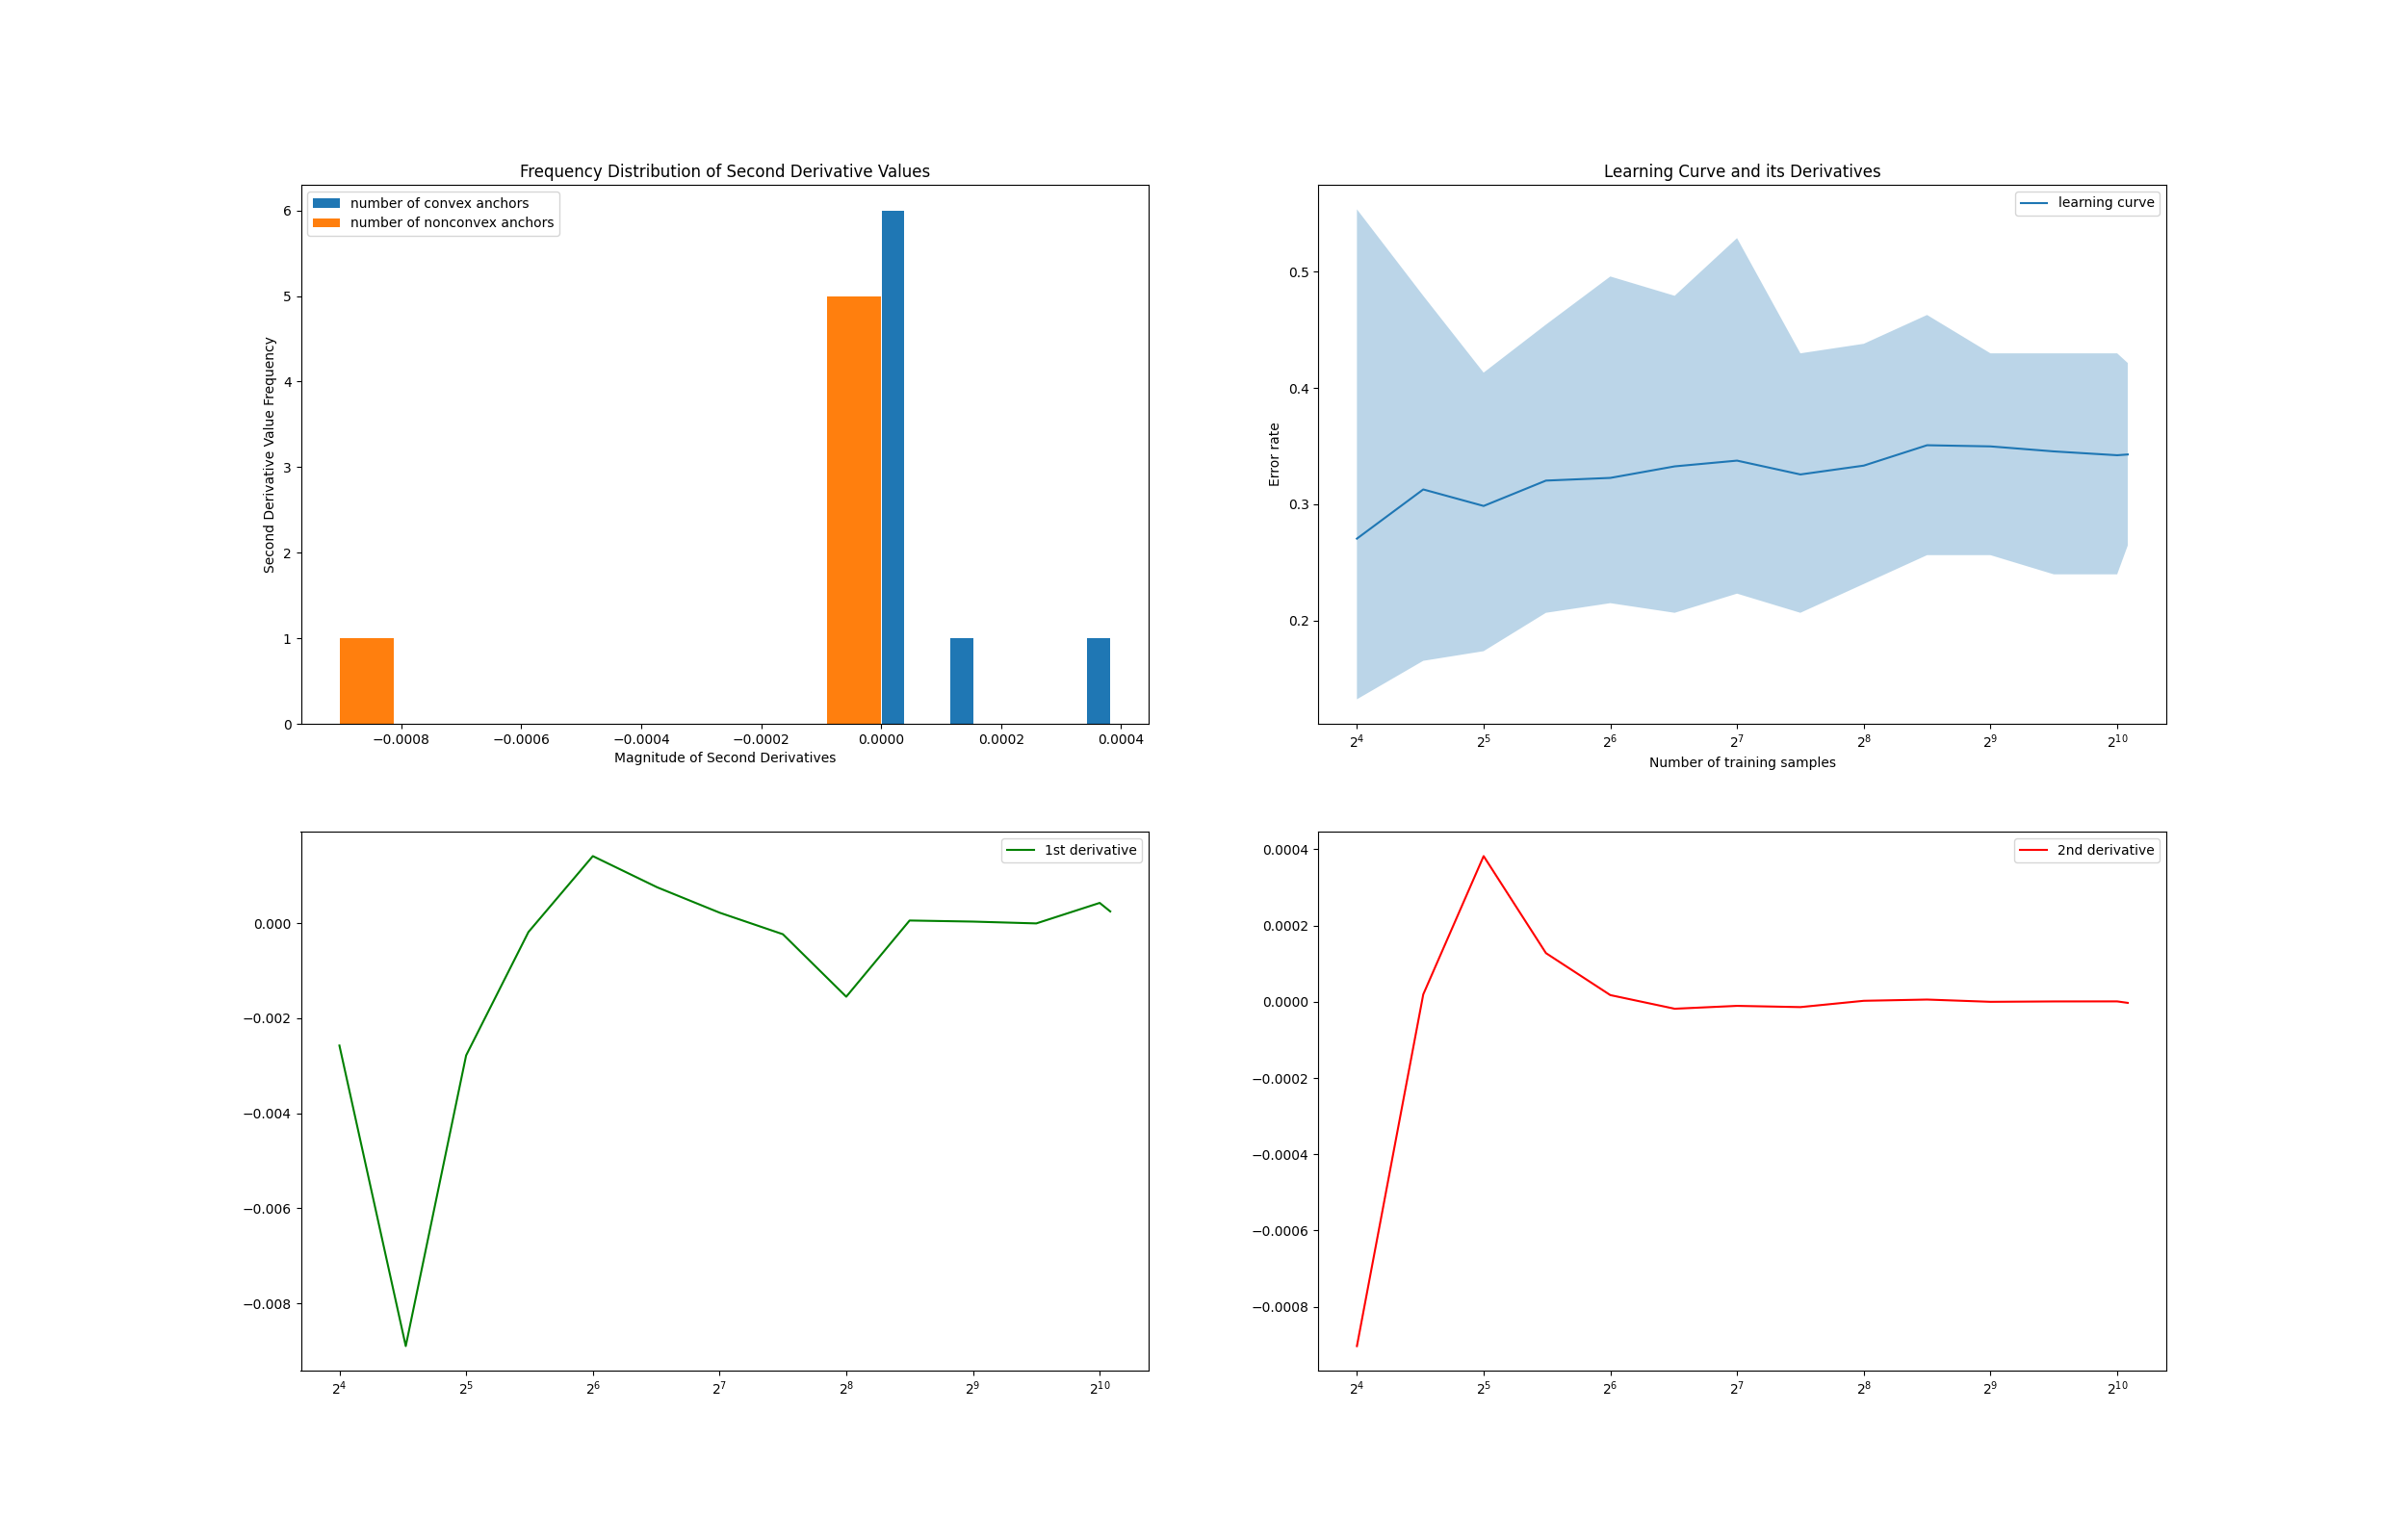 Frequency Distribution of Second Derivative Values
number of convex anchors
number of nonconvex anchors
6
5
4
3
2
1
0
Second Derivative Value Frequency
−0.0008 −0.0006 −0.0004 −0.0002 0.0000 0.0002 0.0004
Magnitude of Second Derivatives
Learning Curve and its Derivatives
learning curve
0.5
0.4
0.3
0.2
Error rate
2⁴ 2⁵ 2⁶ 2⁷ 2⁸ 2⁹ 2¹⁰
Number of training samples
1st derivative
0.000
−0.002
−0.004
−0.006
−0.008
2⁴ 2⁵ 2⁶ 2⁷ 2⁸ 2⁹ 2¹⁰
2nd derivative
0.0004
0.0002
0.0000
−0.0002
−0.0004
−0.0006
−0.0008
2⁴ 2⁵ 2⁶ 2⁷ 2⁸ 2⁹ 2¹⁰